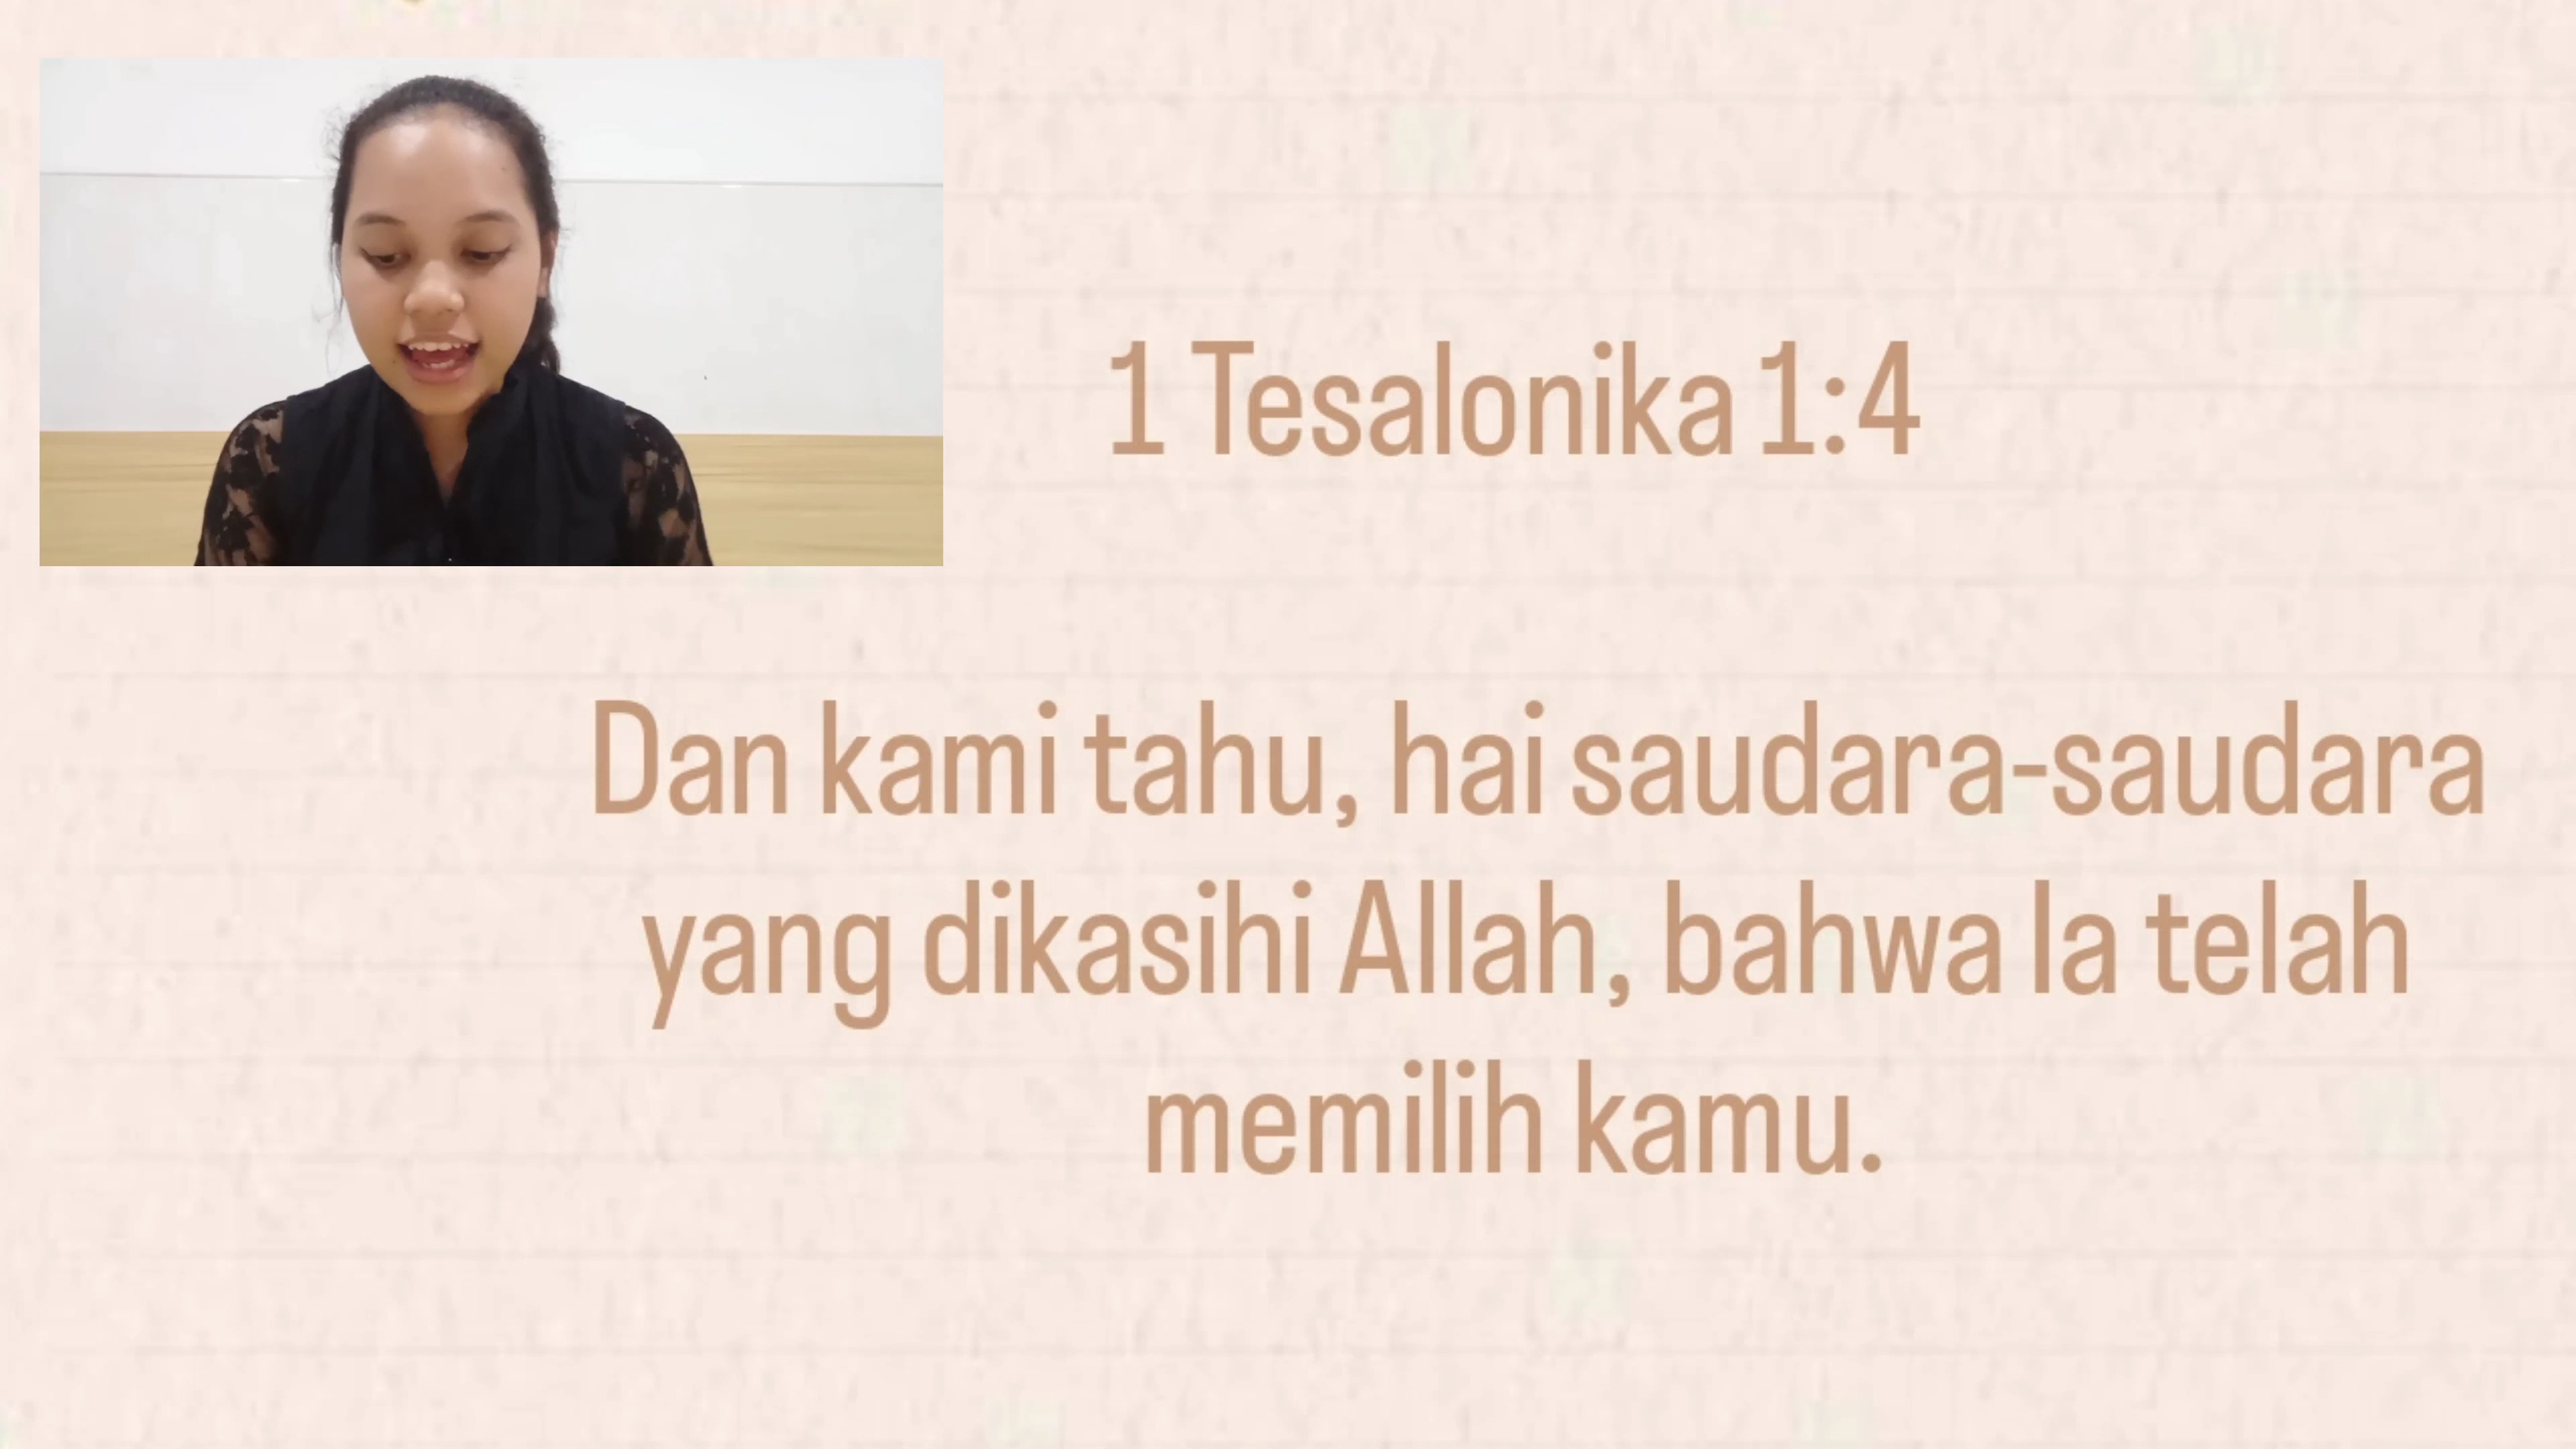 1 Tesalonika 1:4
Dan kami tahu, hai saudara-saudara
yang dikasihi Allah, bahwa Ia telah
memilih kamu.